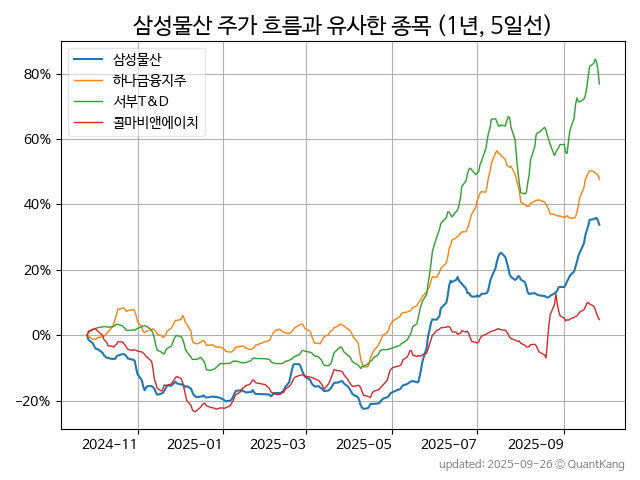 삼성물산 주가 흐름과 유사한 종목 (1년, 5일선)
삼성물산
하나금융지주
서부T&D
콜마비앤에이치
80%
60%
40%
20%
0%
−20%
2024−11
2025−01
2025−03
2025−05
2025−07
2025−09
updated: 2025-09-26 © QuantKang